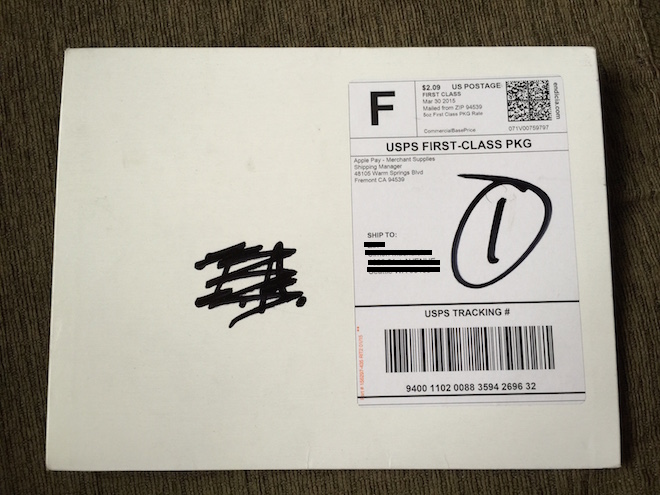 F
$2.09 US POSTAGE
FIRST CLASS
Mar 30 2015
Mailed from ZIP 94539
5oz First Class PKG Rate
CommercialBasePrice
071V00759797
endicia.com
USPS FIRST-CLASS PKG
Apple Pay - Merchant Supplies
Shipping Manager
48105 Warm Springs Blvd
Fremont CA 94539
1
SHIP TO:
USPS TRACKING #
9400 1102 0088 3594 2696 32